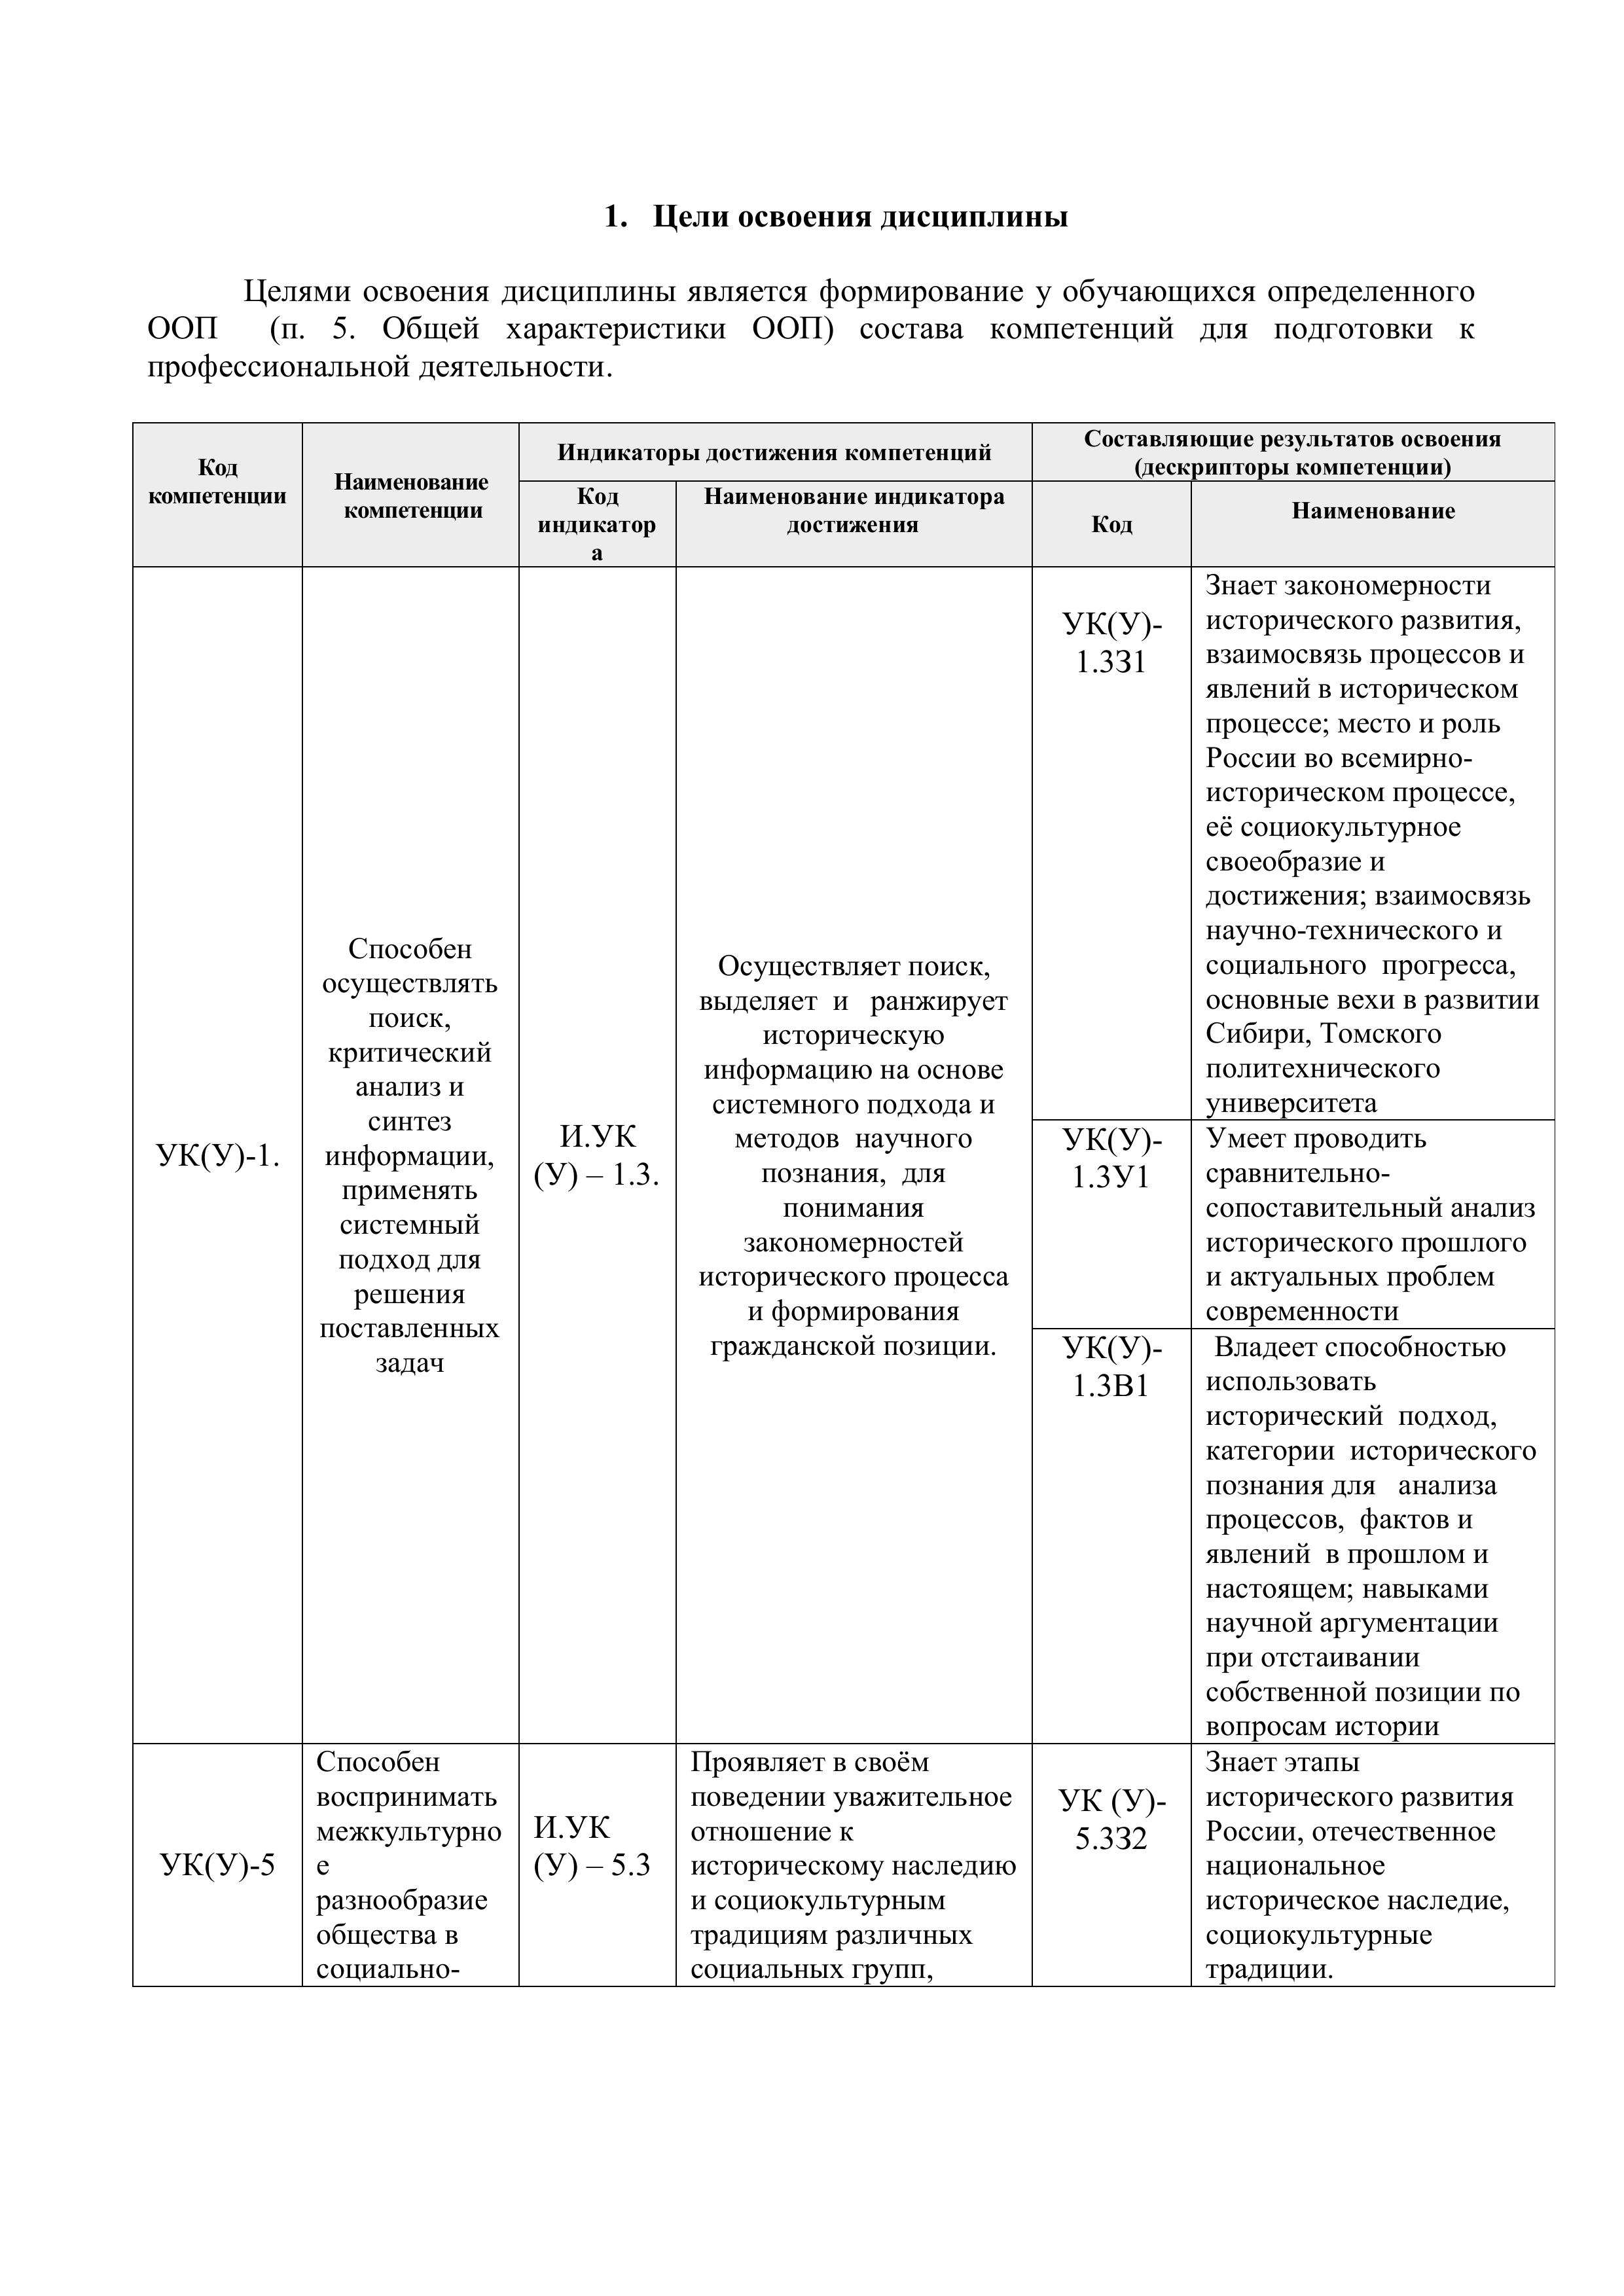 1. Цели освоения дисциплины
Целями освоения дисциплины является формирование у обучающихся определенного
ООП (п. 5. Общей характеристики ООП) состава компетенций для подготовки к
профессиональной деятельности.
Код
компетенции
Наименование
компетенции
Индикаторы достижения компетенций
Составляющие результатов освоения
(дескрипторы компетенции)
Код
индикатор
а
Наименование индикатора
достижения
Код
Наименование
УК(У)-1.
Способен
осуществлять
поиск,
критический
анализ и
синтез
информации,
применять
системный
подход для
решения
поставленных
задач
И.УК
(У) – 1.3.
Осуществляет поиск,
выделяет и ранжирует
историческую
информацию на основе
системного подхода и
методов научного
познания, для
понимания
закономерностей
исторического процесса
и формирования
гражданской позиции.
УК(У)-
1.3З1
Знает закономерности
исторического развития,
взаимосвязь процессов и
явлений в историческом
процессе; место и роль
России во всемирно-
историческом процессе,
её социокультурное
своеобразие и
достижения; взаимосвязь
научно-технического и
социального прогресса,
основные вехи в развитии
Сибири, Томского
политехнического
университета
УК(У)-
1.3У1
Умеет проводить
сравнительно-
сопоставительный анализ
исторического прошлого
и актуальных проблем
современности
УК(У)-
1.3В1
Владеет способностью
использовать
исторический подход,
категории исторического
познания для анализа
процессов, фактов и
явлений в прошлом и
настоящем; навыками
научной аргументации
при отстаивании
собственной позиции по
вопросам истории
УК(У)-5
Способен
воспринимать
межкультурно
е
разнообразие
общества в
социально-
И.УК
(У) – 5.3
Проявляет в своём
поведении уважительное
отношение к
историческому наследию
и социокультурным
традициям различных
социальных групп,
УК (У)-
5.3З2
Знает этапы
исторического развития
России, отечественное
национальное
историческое наследие,
социокультурные
традиции.